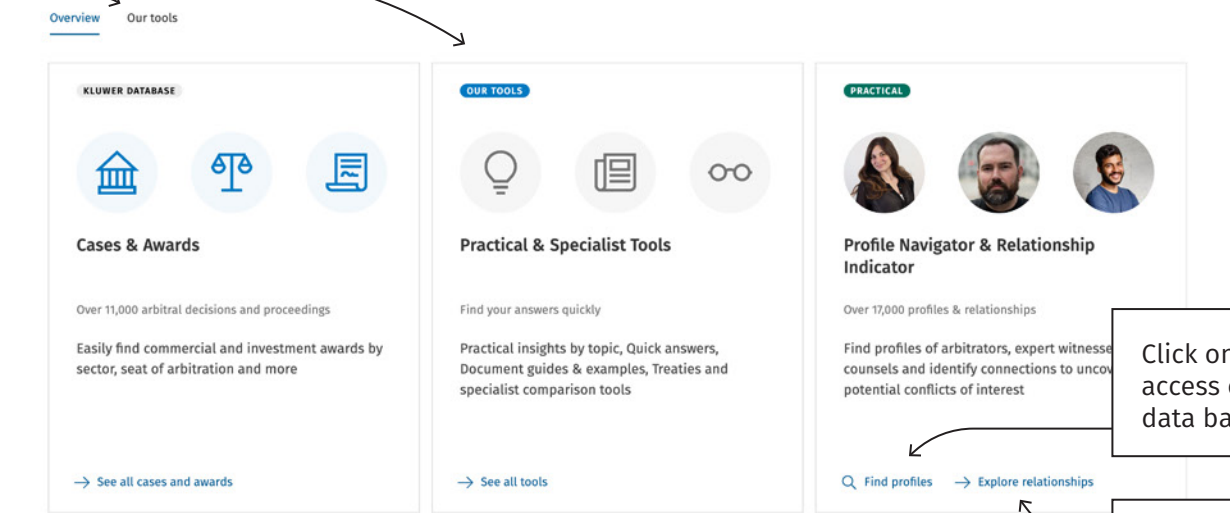 Overview Our tools
KLUWER DATABASE
Cases & Awards
Over 11,000 arbitral decisions and proceedings
Easily find commercial and investment awards by
sector, seat of arbitration and more
See all cases and awards
OUR TOOLS
Practical & Specialist Tools
Find your answers quickly
Practical insights by topic, Quick answers,
Document guides & examples, Treaties and
specialist comparison tools
See all tools
PRACTICAL
Profile Navigator & Relationship
Indicator
Over 17,000 profiles & relationships
Find profiles of arbitrators, expert witnesse
counsels and identify connections to uncov
potential conflicts of interest
Find profiles Explore relationships
Click on
access
data ba